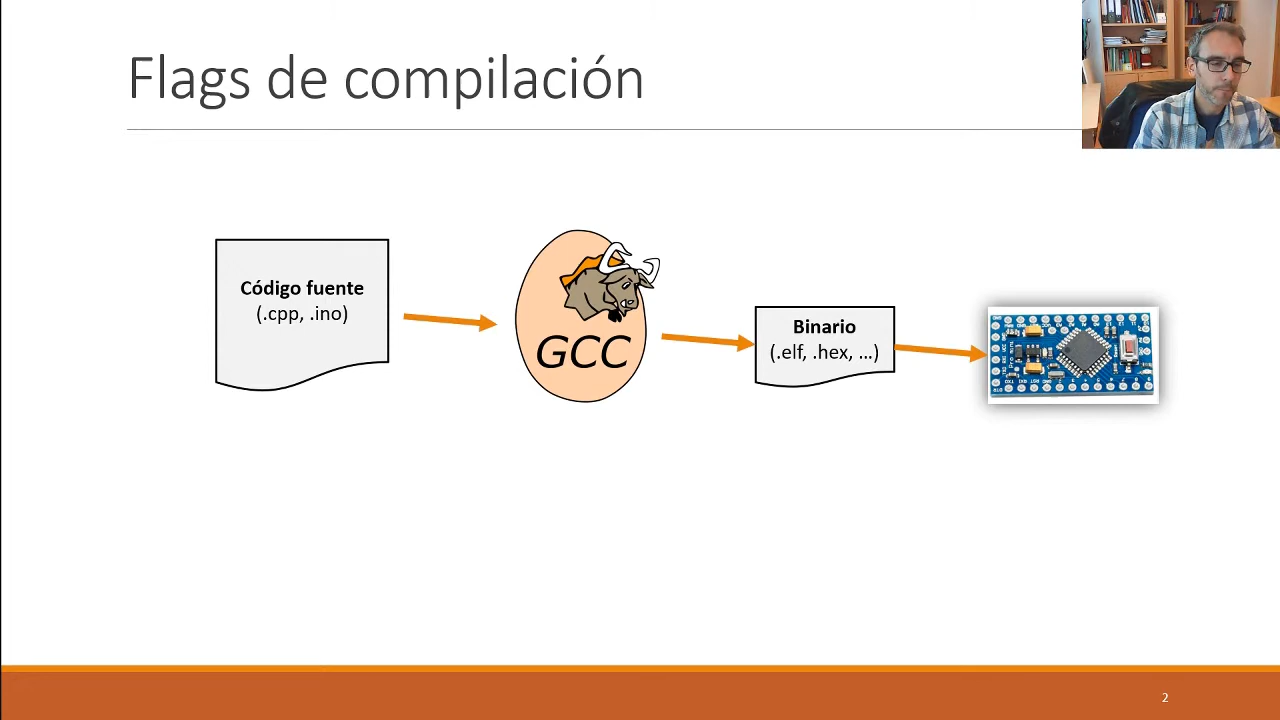 Flags de compilación
Código fuente
(.cpp, .ino)
GCC
Binario
(.elf, .hex, ...)
2